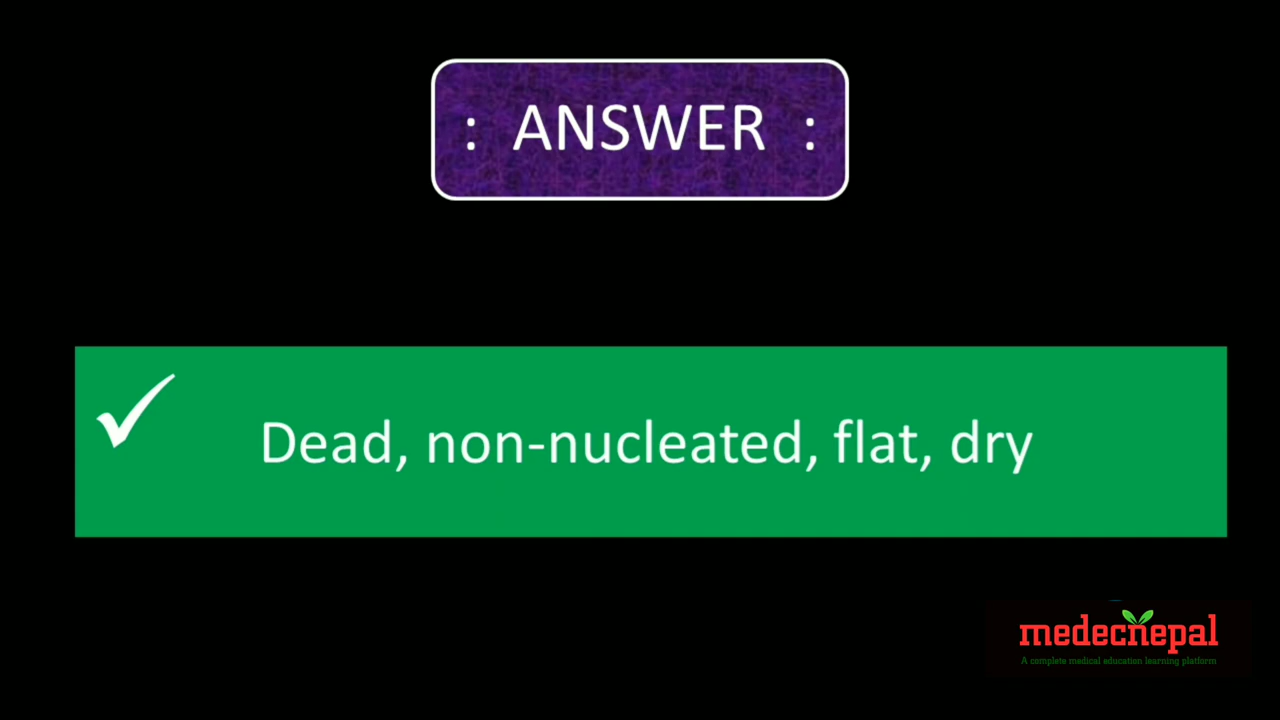 : ANSWER :
Dead, non-nucleated, flat, dry
medecnepal
A complete medical education learning platform